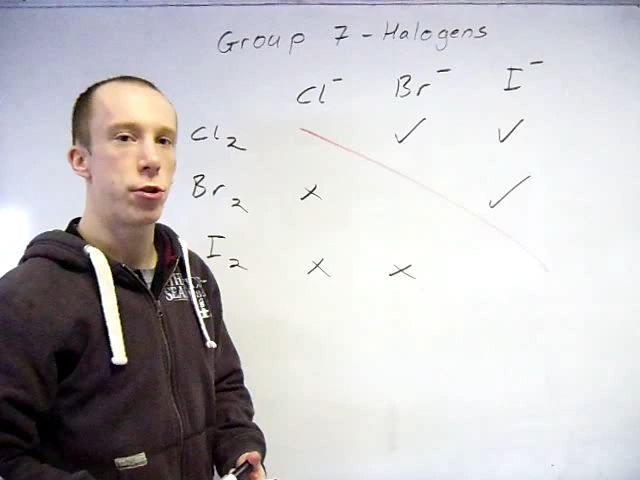 Group 7 - Halogens
Cl⁻ Br⁻ I⁻
Cl₂ ✓ ✓
Br₂ x ✓
I₂ x x